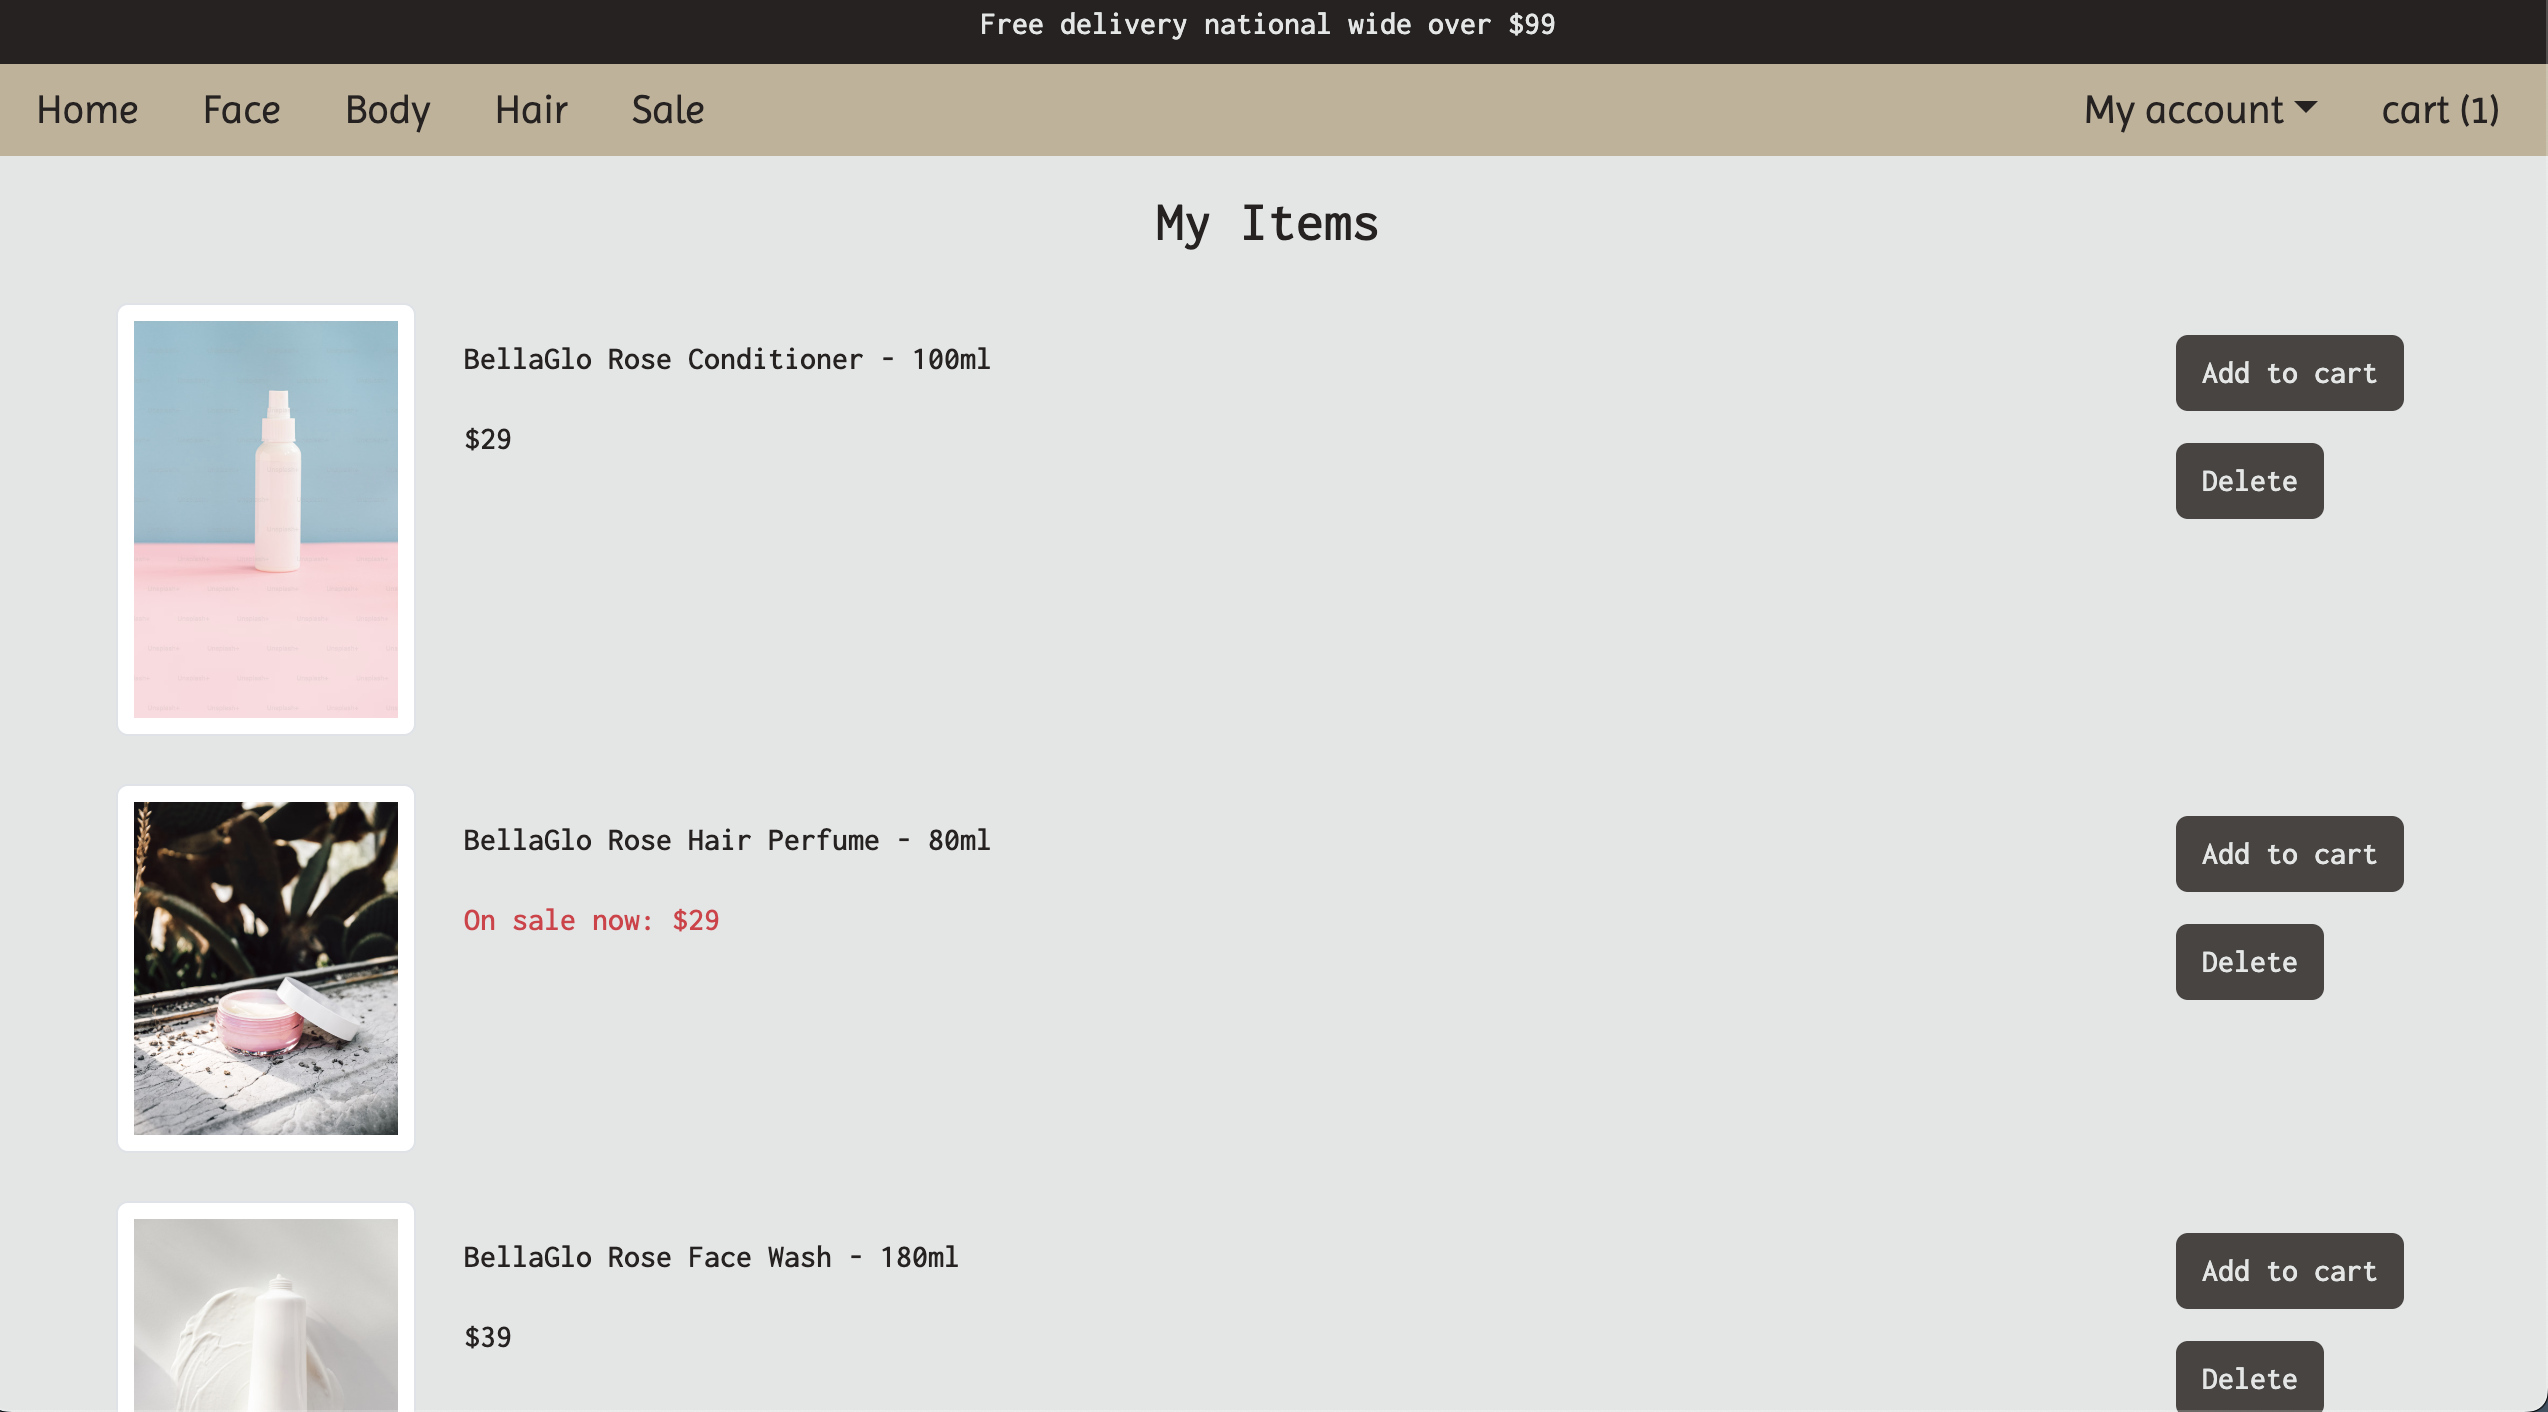 Free delivery national wide over $99
Home Face Body Hair Sale My account cart (1)
My Items
BellaGlo Rose Conditioner - 100ml
$29
Add to cart
Delete
BellaGlo Rose Hair Perfume - 80ml
On sale now: $29
Add to cart
Delete
BellaGlo Rose Face Wash - 180ml
$39
Add to cart
Delete